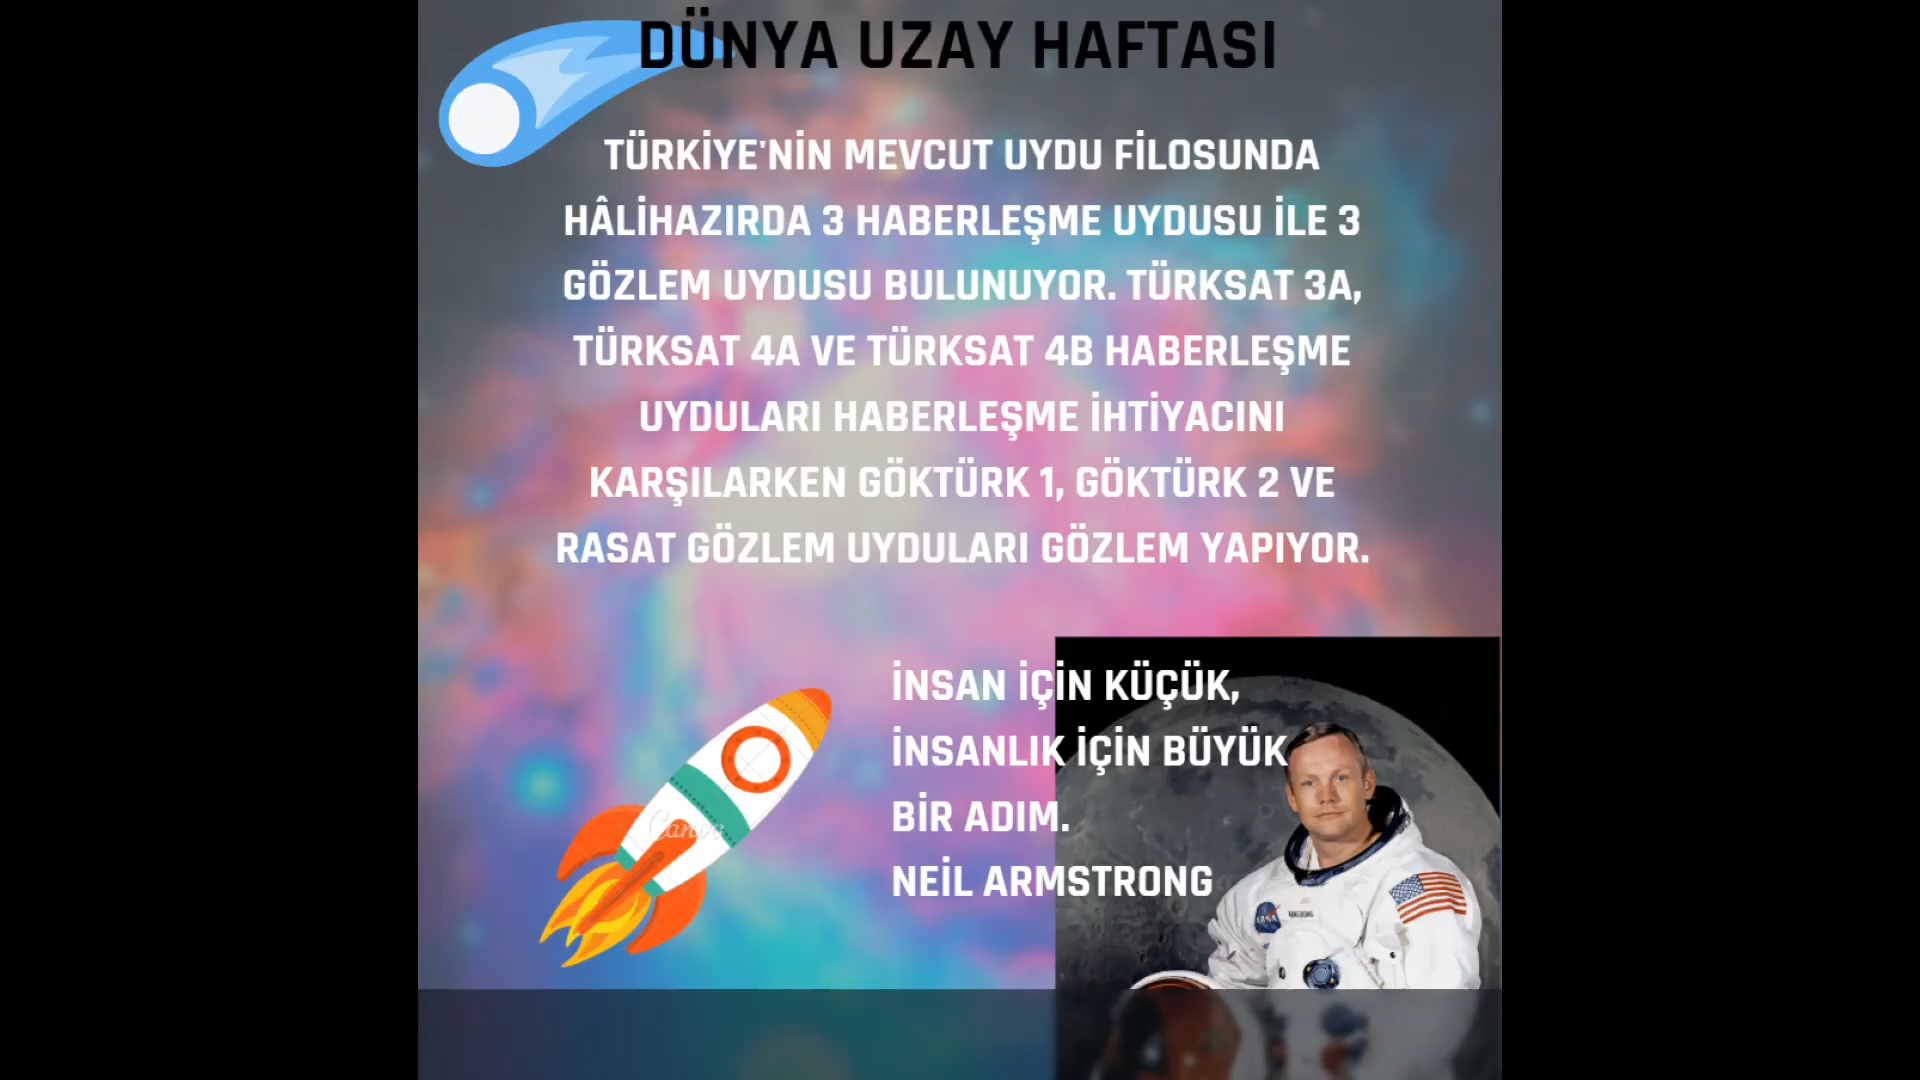 DÜNYA UZAY HAFTASI
TÜRKİYE'NİN MEVCUT UYDU FİLOSUNDA
HÂLİHAZIRDA 3 HABERLEŞME UYDUSU İLE 3
GÖZLEM UYDUSU BULUNUYOR. TÜRKSAT 3A,
TÜRKSAT 4A VE TÜRKSAT 4B HABERLEŞME
UYDULARI HABERLEŞME İHTİYACINI
KARŞILARKEN GÖKTÜRK 1, GÖKTÜRK 2 VE
RASAT GÖZLEM UYDULARI GÖZLEM YAPIYOR.
İNSAN İÇİN KÜÇÜK,
İNSANLIK İÇİN BÜYÜK
BİR ADIM.
NEİL ARMSTRONG
Canva
NASA